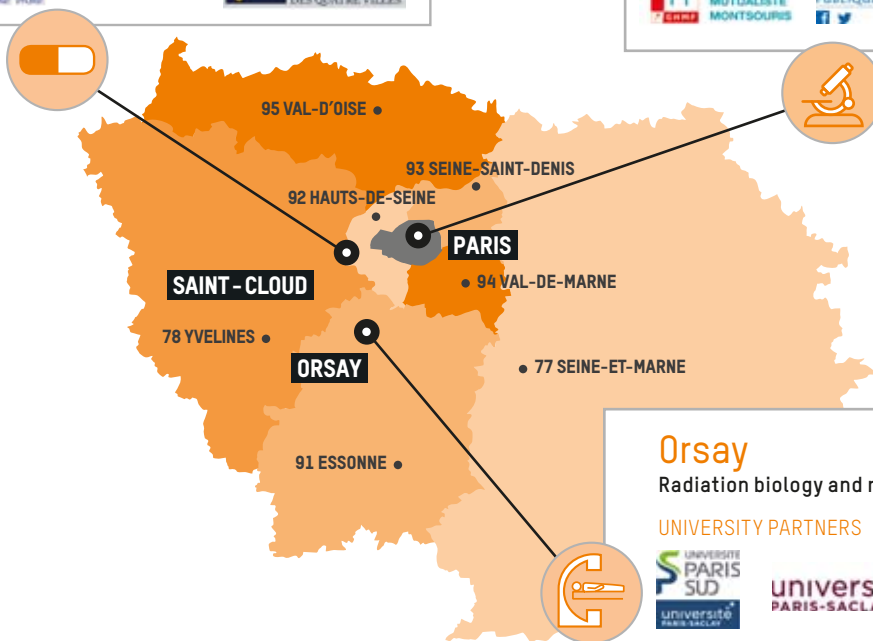 MUTUALISTE
MONTSOURIS
95 VAL-D'OISE
93 SEINE-SAINT-DENIS
92 HAUTS-DE-SEINE
PARIS
SAINT-CLOUD
94 VAL-DE-MARNE
78 YVELINES
ORSAY
77 SEINE-ET-MARNE
91 ESSONNE
Orsay
Radiation biology and
UNIVERSITY PARTNERS
UNIVERSITE
PARIS
SUD
université
PARIS-SACLAY